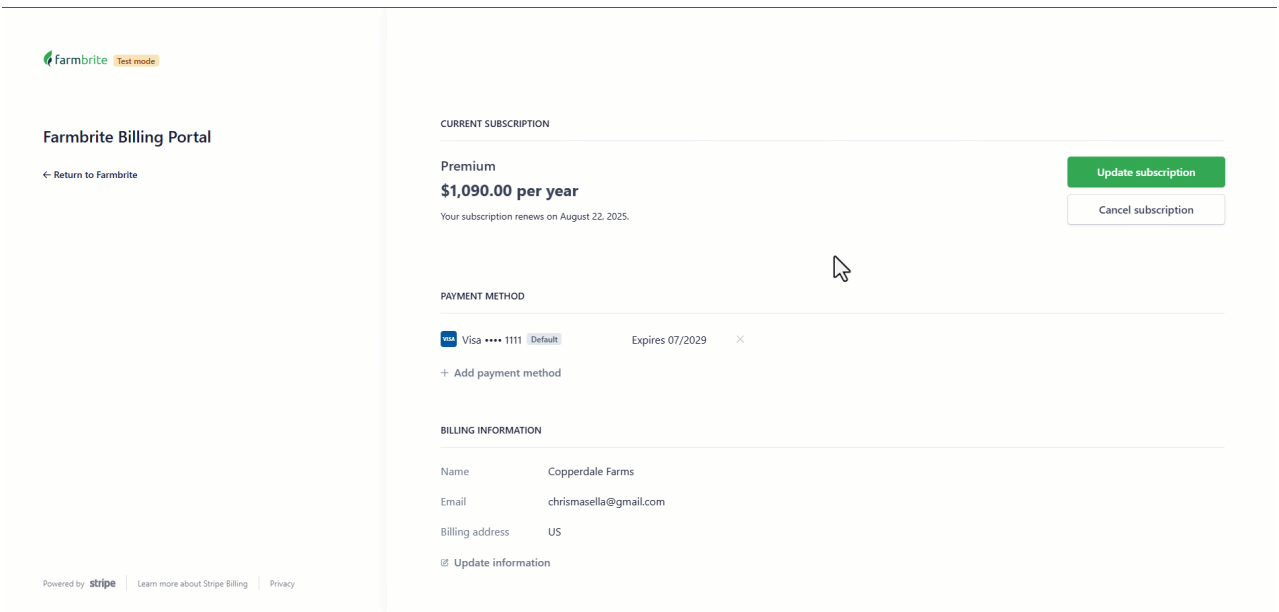 farmbrite Test mode
Farmbrite Billing Portal
← Return to Farmbrite
CURRENT SUBSCRIPTION
Premium
$1,090.00 per year
Your subscription renews on August 22, 2025.
Update subscription
Cancel subscription
PAYMENT METHOD
VISA Visa •••• 1111 Default Expires 07/2029 ×
+ Add payment method
BILLING INFORMATION
Name Copperdale Farms
Email chrismasella@gmail.com
Billing address US
Update information
Powered by stripe Learn more about Stripe Billing Privacy